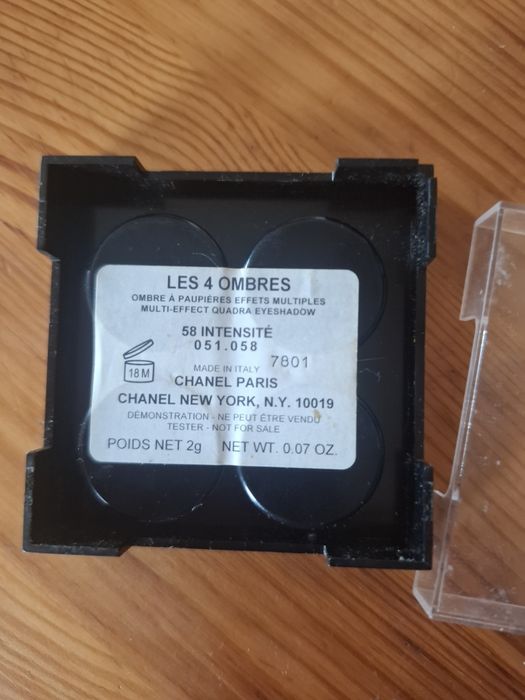 LES 4 OMBRES
OMBRE À PAUPIÈRES EFFETS MULTIPLES
MULTI-EFFECT QUADRA EYESHADOW
58 INTENSITÉ
051.058
7801
MADE IN ITALY
18 M
CHANEL PARIS
CHANEL NEW YORK, N.Y. 10019
DÉMONSTRATION - NE PEUT ÊTRE VENDU
TESTER - NOT FOR SALE
POIDS NET 2g NET WT. 0.07 OZ.